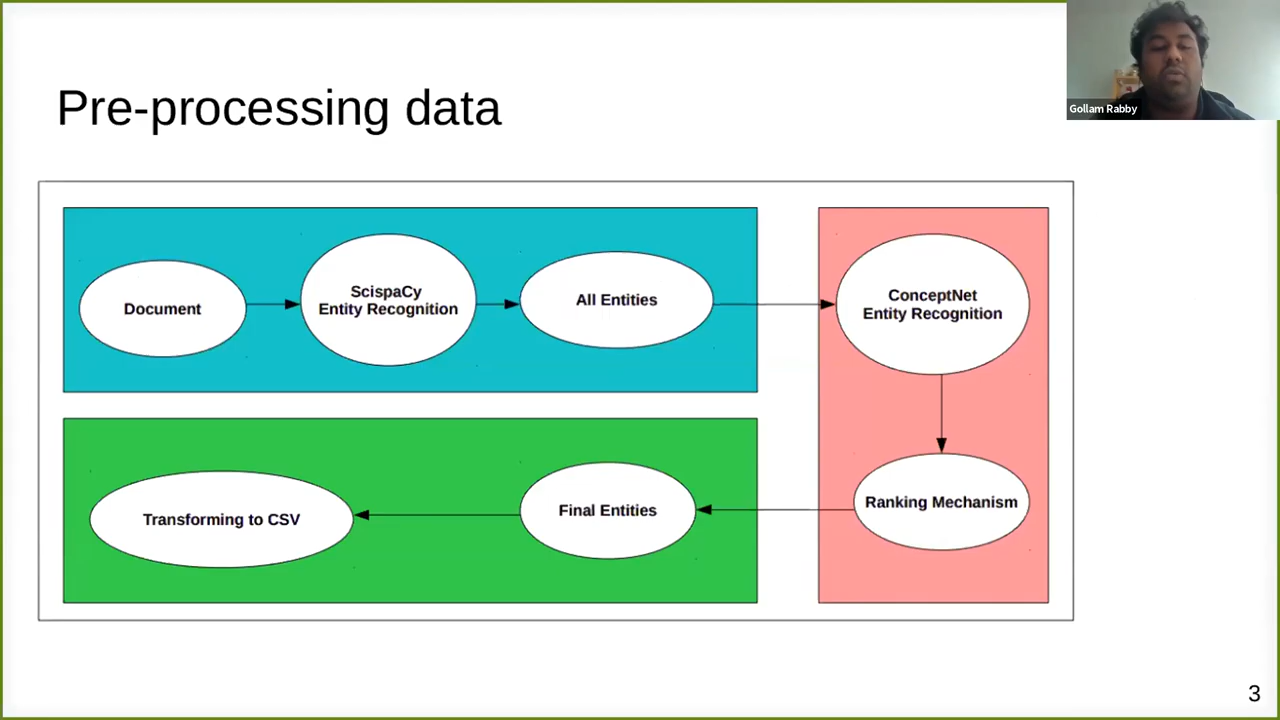 Gollam Rabby
Pre-processing data
Document
ScispaCy
Entity Recognition
All Entities
ConceptNet
Entity Recognition
Ranking Mechanism
Final Entities
Transforming to CSV
3